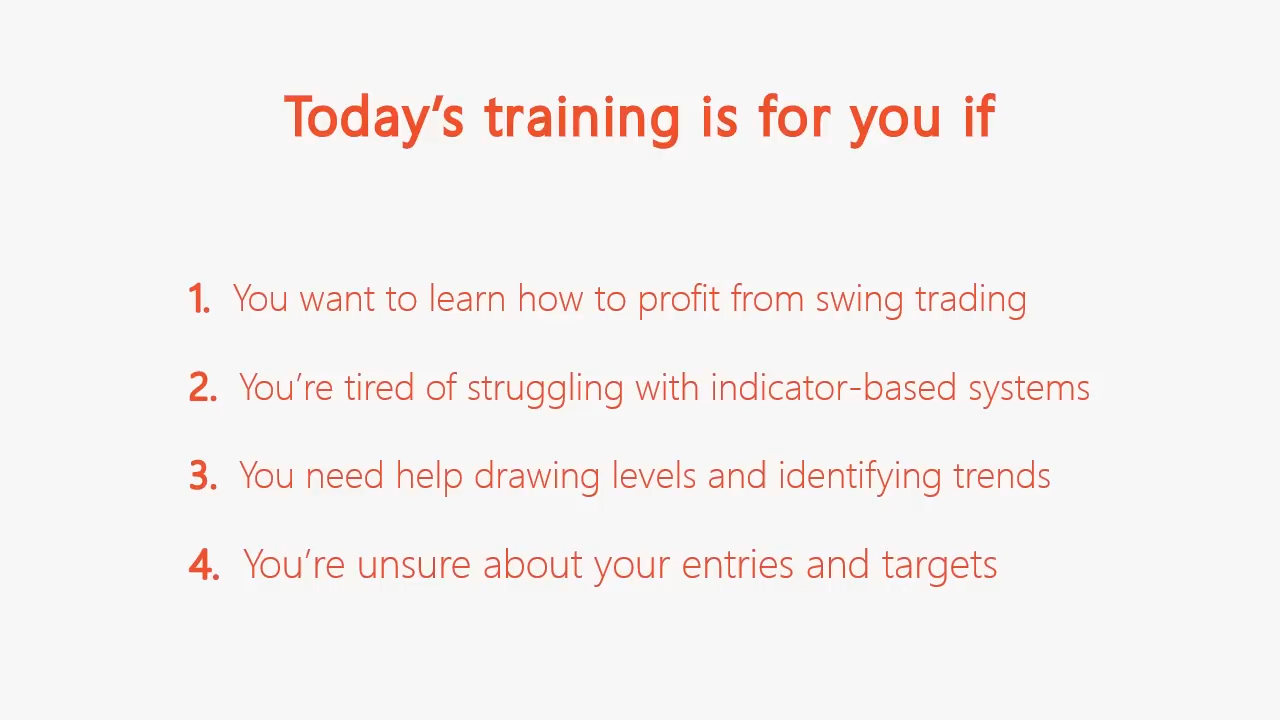 Today’s training is for you if
1. You want to learn how to profit from swing trading
2. You’re tired of struggling with indicator-based systems
3. You need help drawing levels and identifying trends
4. You’re unsure about your entries and targets